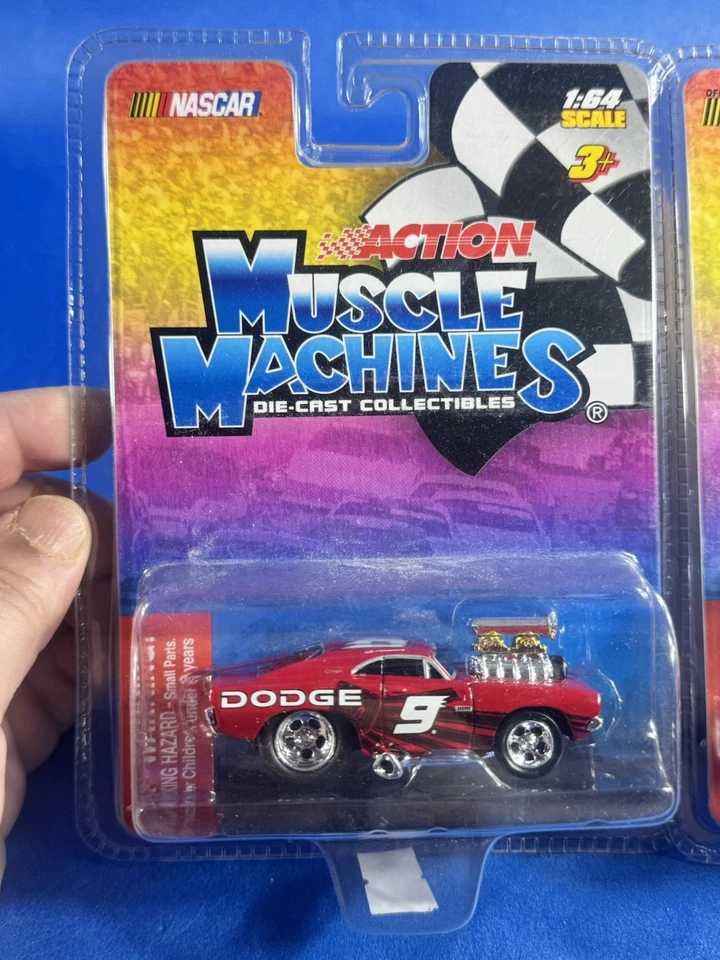 NASCAR
1:64
SCALE
3+
ACTION
MUSCLE
MACHINES
DIE-CAST COLLECTIBLES
®
KING HAZARD - Small Parts.
Children under years
DODGE
9